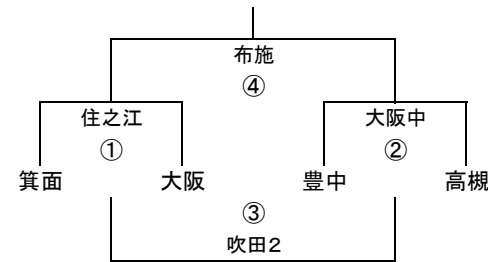 布施
④
住之江 大阪中
① ②
箕面 大阪 豊中 高槻
③
吹田２